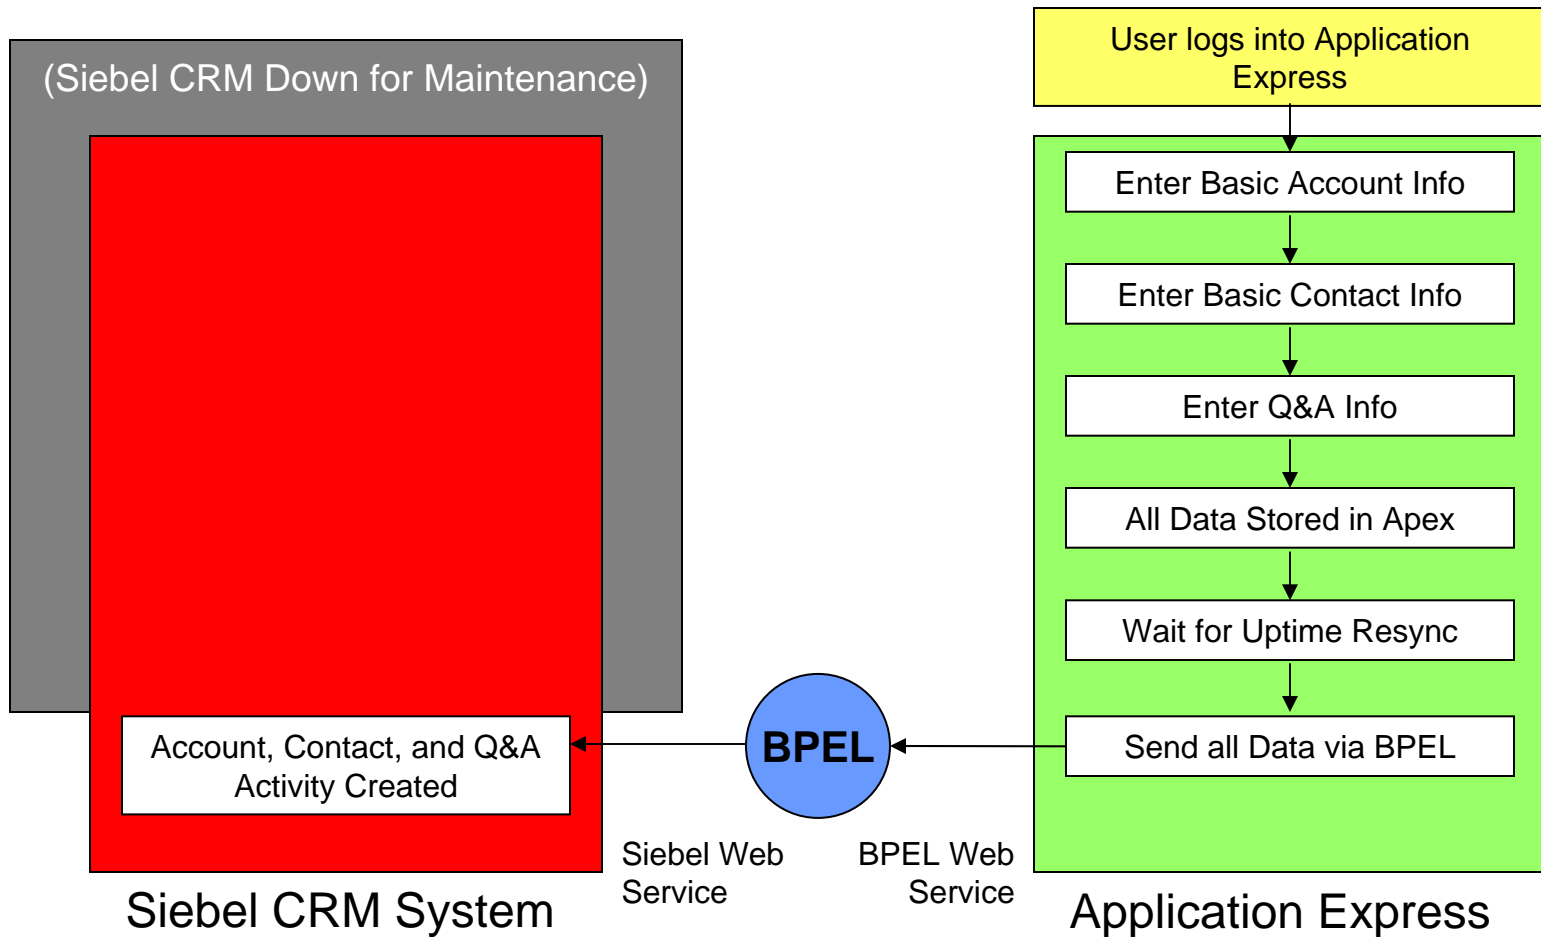 (Siebel CRM Down for Maintenance)
User logs into Application
Express
Enter Basic Account Info
Enter Basic Contact Info
Enter Q&A Info
All Data Stored in Apex
Wait for Uptime Resync
Send all Data via BPEL
BPEL
Account, Contact, and Q&A
Activity Created
Siebel Web
Service
BPEL Web
Service
Siebel CRM System
Application Express